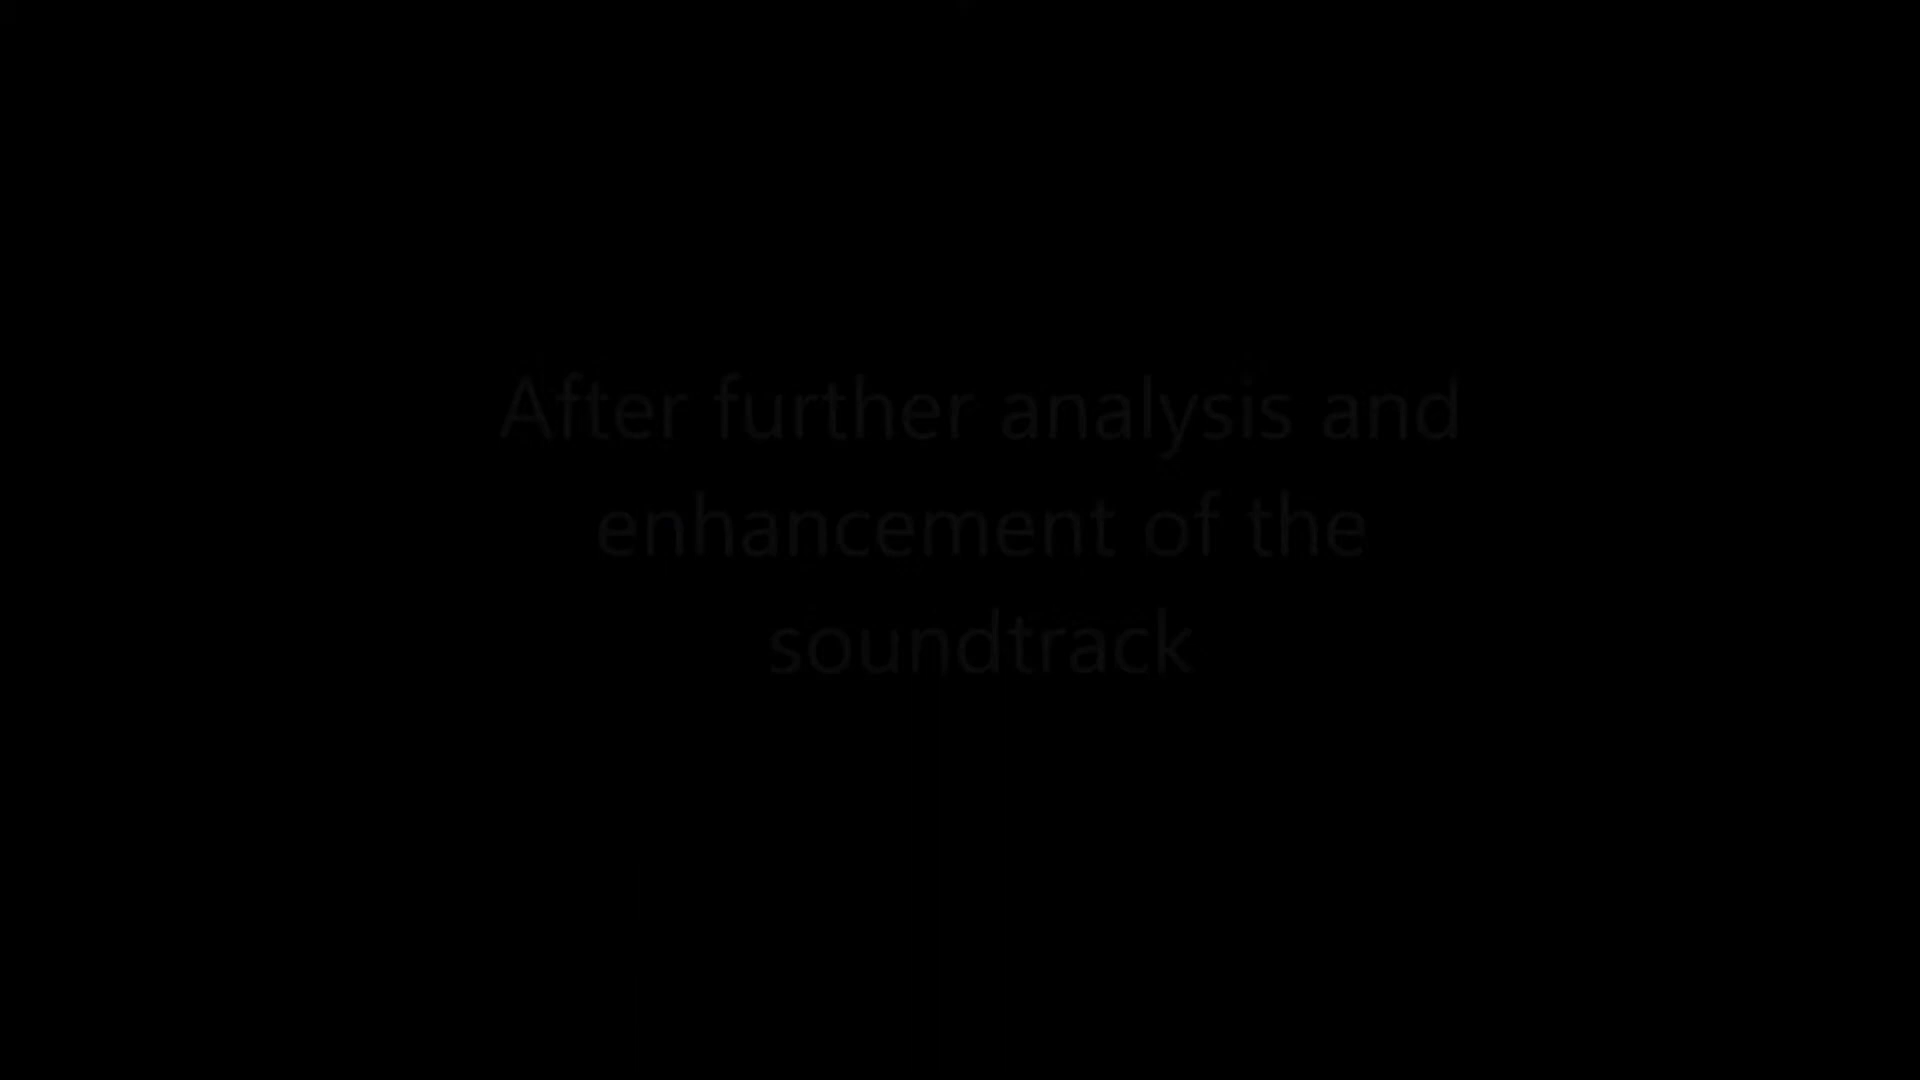 After further analysis and
enhancement of the
soundtrack